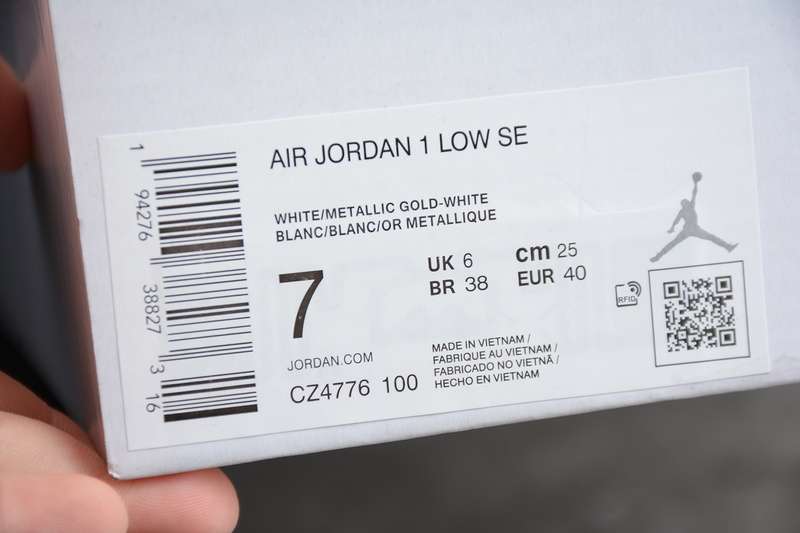 AIR JORDAN 1 LOW SE
WHITE/METALLIC GOLD-WHITE
BLANC/BLANC/OR METALLIQUE
7
UK 6
cm 25
BR 38
EUR 40
RFID
JORDAN.COM
CZ4776 100
MADE IN VIETNAM /
FABRIQUE AU VIETNAM /
FABRICADO NO VIETNÃ /
HECHO EN VIETNAM
1 94276 38827 3 16